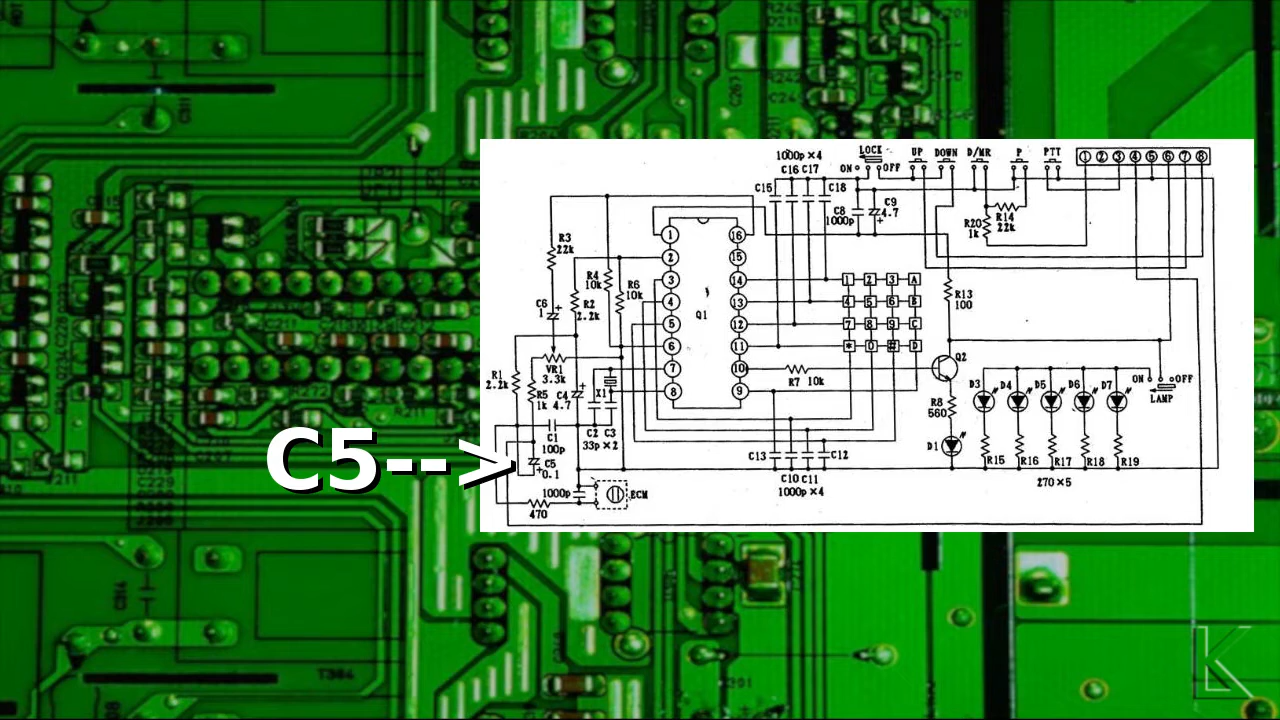 1000p×4
LOCK
UP DOWN D/MR P PTT
C16 C17
ON OFF
1 2 3 4 5 6 7 8
C15 C18
C8
1000p
C9
4.7
R20
1k
R14
22k
R3
22k
1 16
2 15
3 14
4 13
5 12
6 11
7 10
8 9
Q1
R4
10k
R6
10k
R2
2.2k
C6
1
1 2 3 A
4 5 6 B
7 8 9 C
* 0 # D
R13
100
Q2
R1
2.2k
VR1
3.3k
R5
1k
C4
4.7
X1
R7 10k
D3 D4 D5 D6 D7
ON OFF
LAMP
R8
560
C1
100p
C2 C3
33p×2
D1
C5-->
C5
0.1
C13 C12
C10 C11
1000p×4
R15 R16 R17 R18 R19
270×5
1000p
ECM
470
T304
K